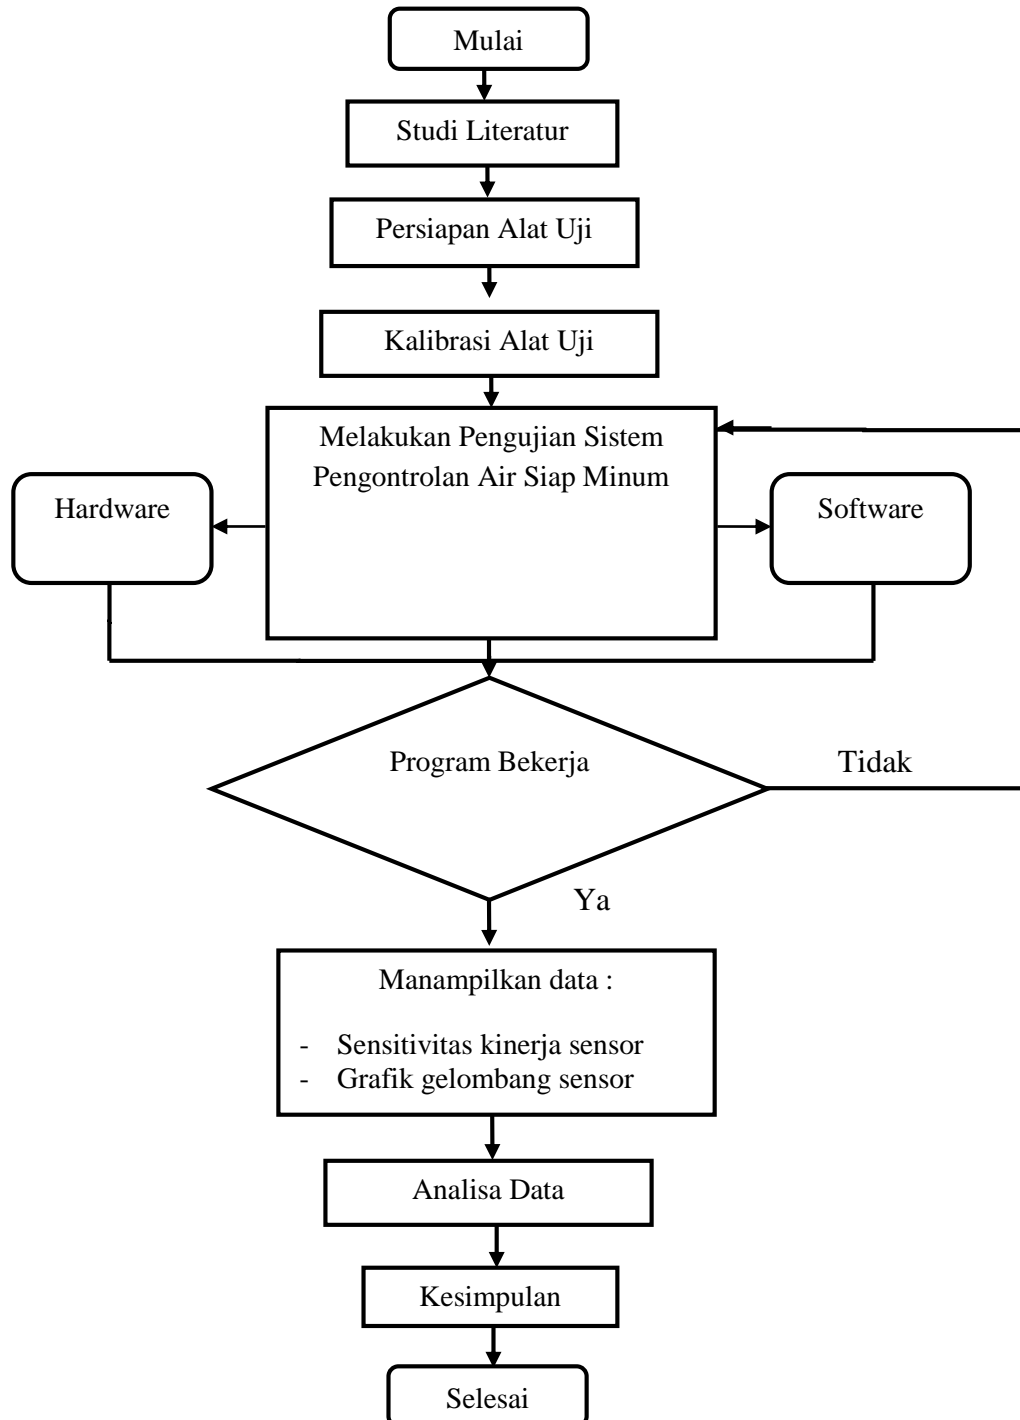 Mulai
Studi Literatur
Persiapan Alat Uji
Kalibrasi Alat Uji
Melakukan Pengujian Sistem
Pengontrolan Air Siap Minum
Hardware
Software
Program Bekerja
Tidak
Ya
Manampilkan data :
- Sensitivitas kinerja sensor
- Grafik gelombang sensor
Analisa Data
Kesimpulan
Selesai